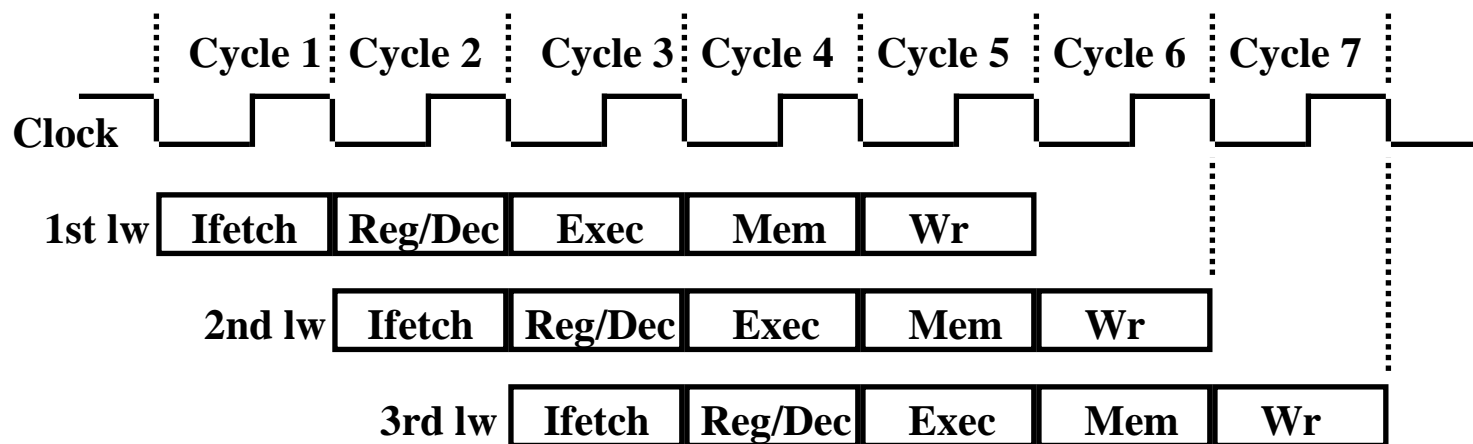 Cycle 1 Cycle 2 Cycle 3 Cycle 4 Cycle 5 Cycle 6 Cycle 7
Clock
1st lw Ifetch Reg/Dec Exec Mem Wr
2nd lw Ifetch Reg/Dec Exec Mem Wr
3rd lw Ifetch Reg/Dec Exec Mem Wr